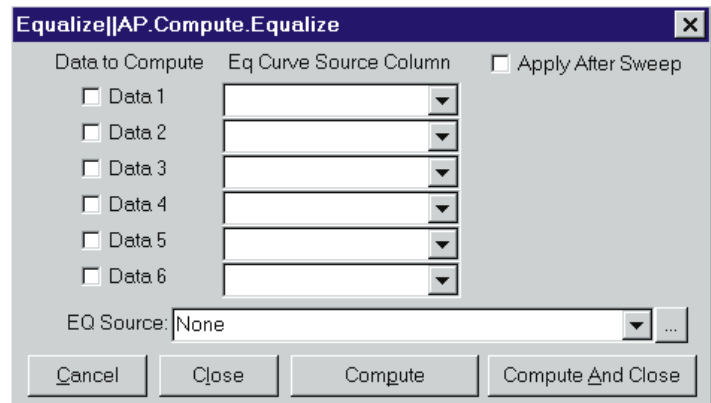 Equalize||AP.Compute.Equalize
Data to Compute Eq Curve Source Column Apply After Sweep
Data 1
Data 2
Data 3
Data 4
Data 5
Data 6
EQ Source: None ...
Cancel Close Compute Compute And Close